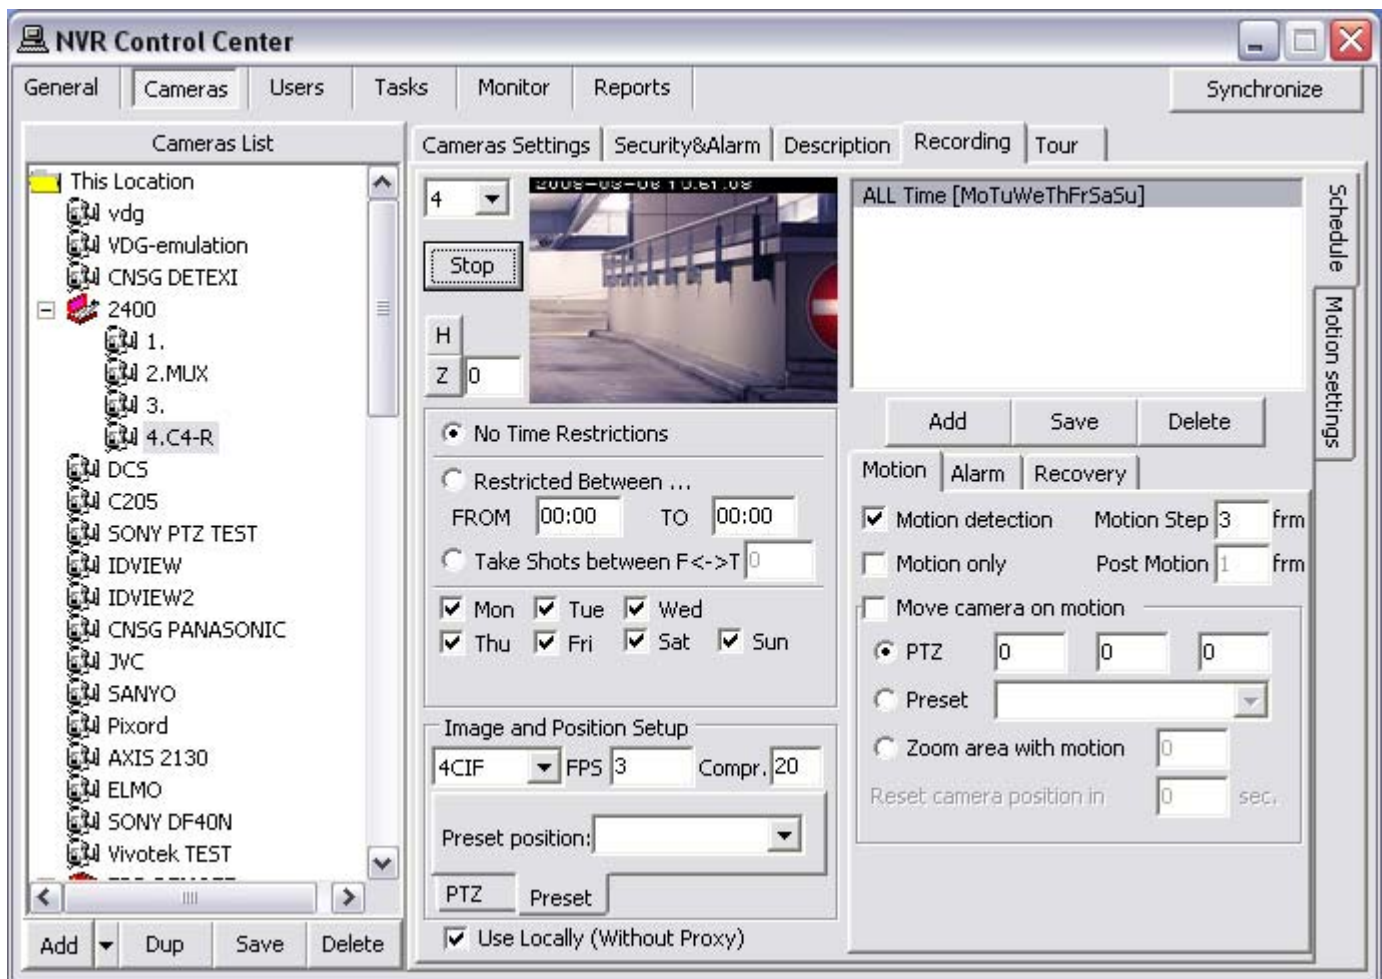 NVR Control Center
General Cameras Users Tasks Monitor Reports Synchronize
Cameras List
This Location
vdg
VDG-emulation
CNSG DETEXI
2400
1.
2.MUX
3.
4.C4-R
DCS
C205
SONY PTZ TEST
IDVIEW
IDVIEW2
CNSG PANASONIC
JVC
SANYO
Pixord
AXIS 2130
ELMO
SONY DF40N
Vivotek TEST
Add Dup Save Delete
Cameras Settings Security&Alarm Description Recording Tour
4
Stop
H
Z 0
No Time Restrictions
Restricted Between ...
FROM 00:00 TO 00:00
Take Shots between F<->T 0
Mon Tue Wed
Thu Fri Sat Sun
Image and Position Setup
4CIF FPS 3 Compr. 20
Preset position:
PTZ Preset
Use Locally (Without Proxy)
ALL Time [MoTuWeThFrSaSu]
Add Save Delete
Motion Alarm Recovery
Motion detection Motion Step 3 frm
Motion only Post Motion 1 frm
Move camera on motion
PTZ 0 0 0
Preset
Zoom area with motion 0
Reset camera position in 0 sec.
Schedule
Motion settings